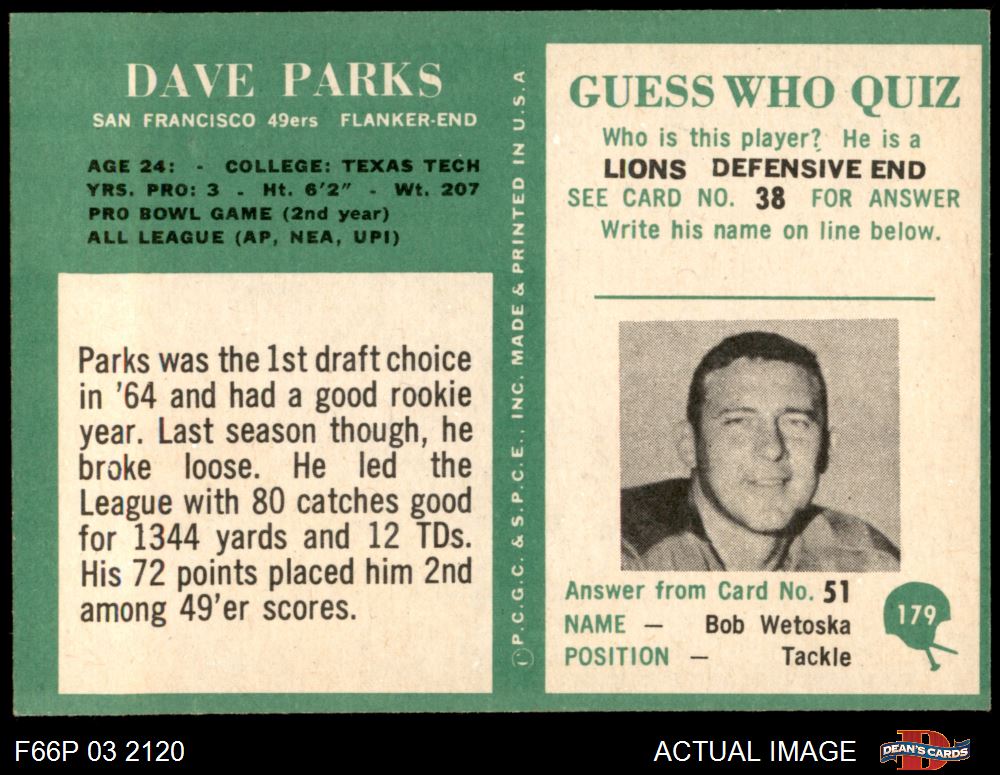 DAVE PARKS
SAN FRANCISCO 49ers FLANKER-END
AGE 24: - COLLEGE: TEXAS TECH
YRS. PRO: 3 - Ht. 6'2" - Wt. 207
PRO BOWL GAME (2nd year)
ALL LEAGUE (AP, NEA, UPI)
Parks was the 1st draft choice
in '64 and had a good rookie
year. Last season though, he
broke loose. He led the
League with 80 catches good
for 1344 yards and 12 TDs.
His 72 points placed him 2nd
among 49'er scores.
©P.C.G.C. & S.P.C.E., INC. MADE & PRINTED IN U.S.A
GUESS WHO QUIZ
Who is this player? He is a
LIONS DEFENSIVE END
SEE CARD NO. 38 FOR ANSWER
Write his name on line below.
Answer from Card No. 51
NAME — Bob Wetoska
POSITION — Tackle
179
F66P 03 2120
ACTUAL IMAGE
DEAN'S CARDS